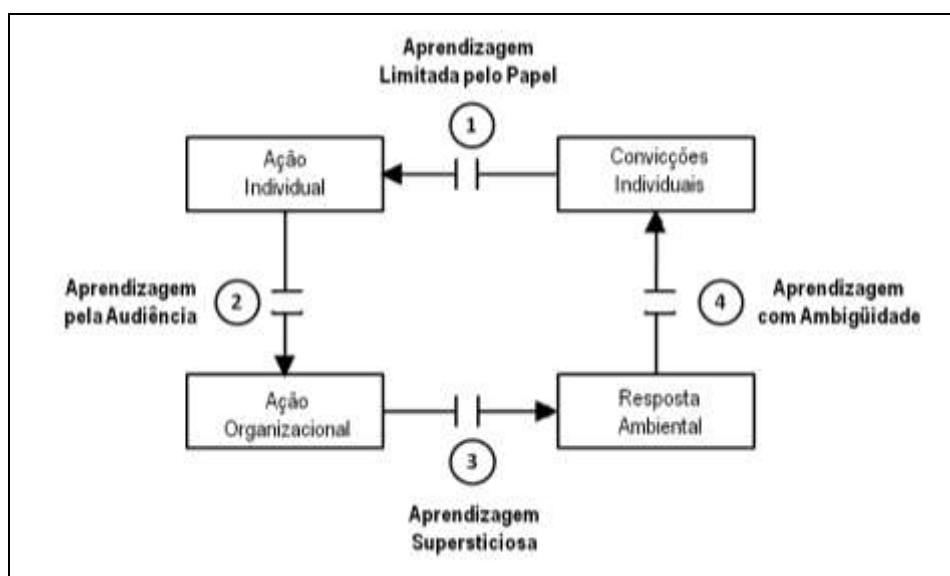 Aprendizagem
Limitada pelo Papel
1
Ação
Individual
Convicções
Individuais
Aprendizagem
pela Audiência
2
4
Aprendizagem
com Ambigüidade
Ação
Organizacional
Resposta
Ambiental
3
Aprendizagem
Supersticiosa